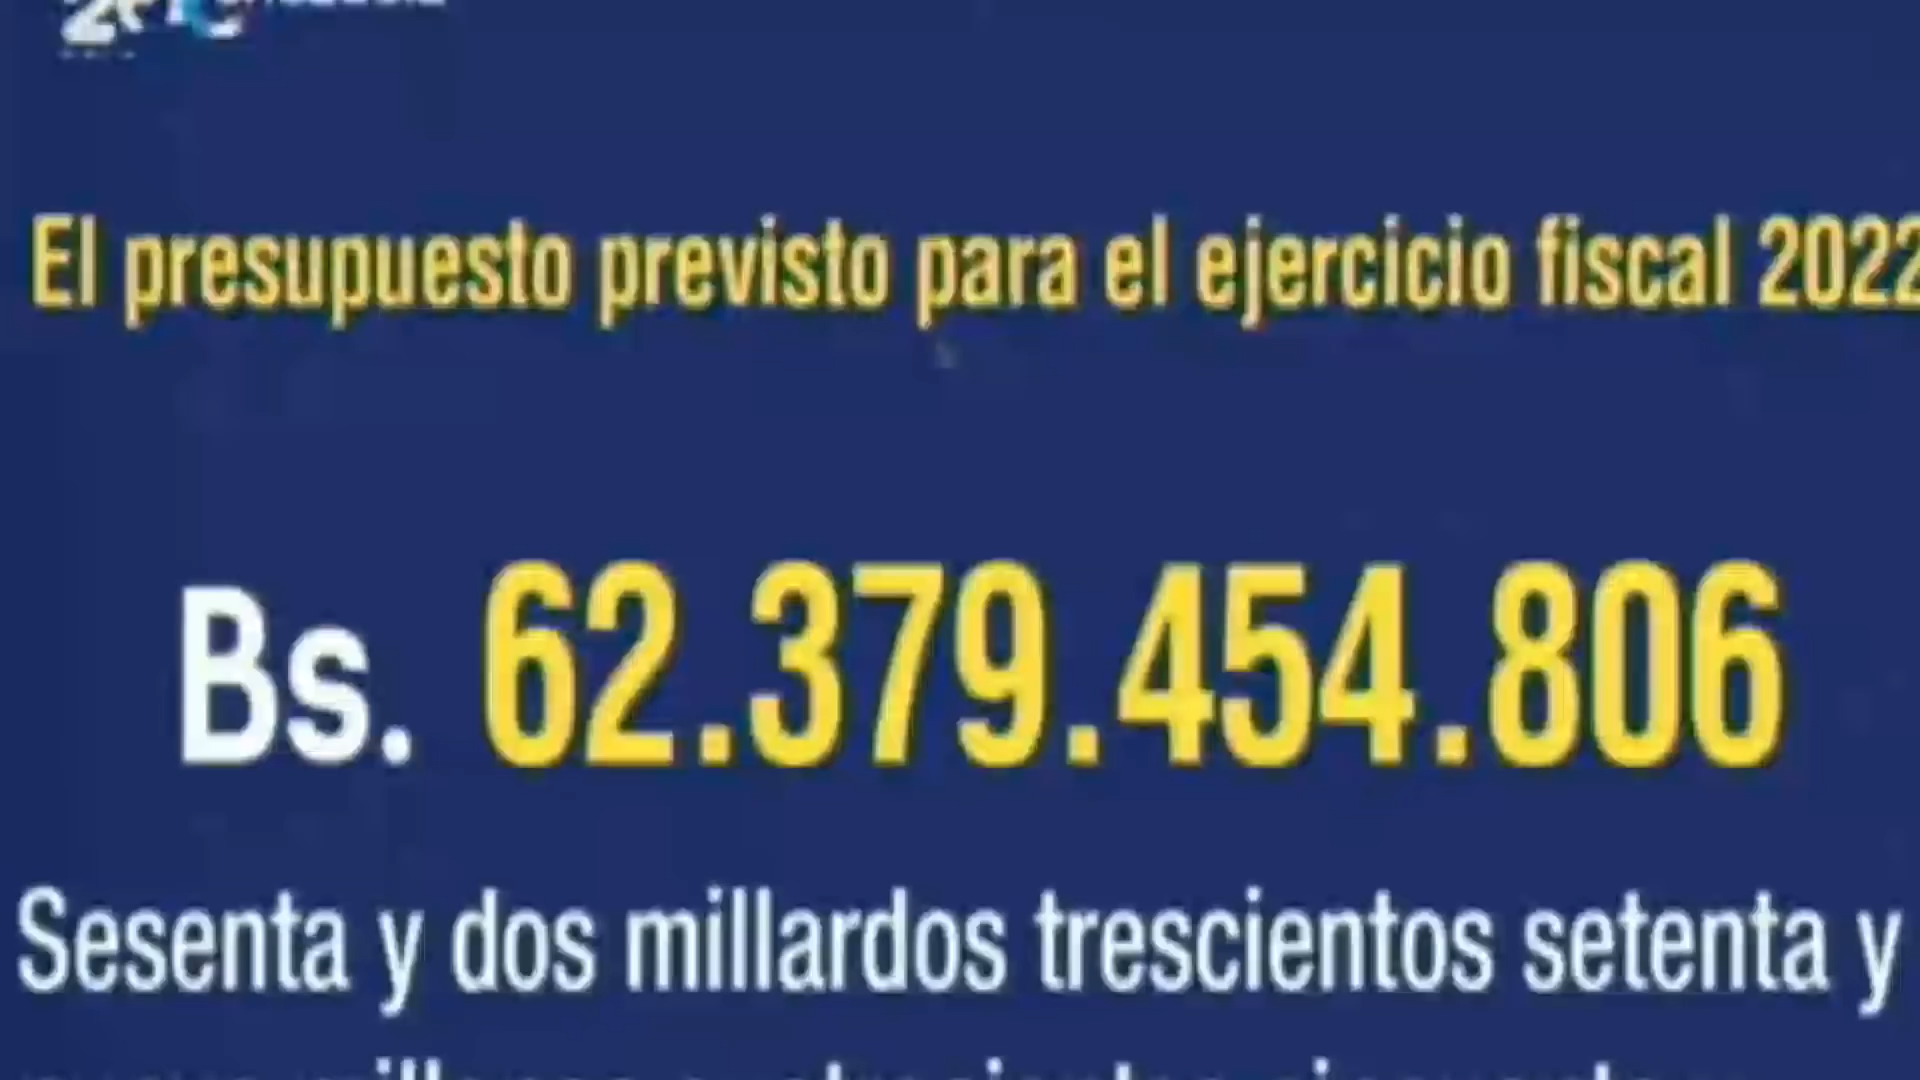 El presupuesto previsto para el ejercicio fiscal 2022
Bs. 62.379.454.806
Sesenta y dos millardos trescientos setenta y